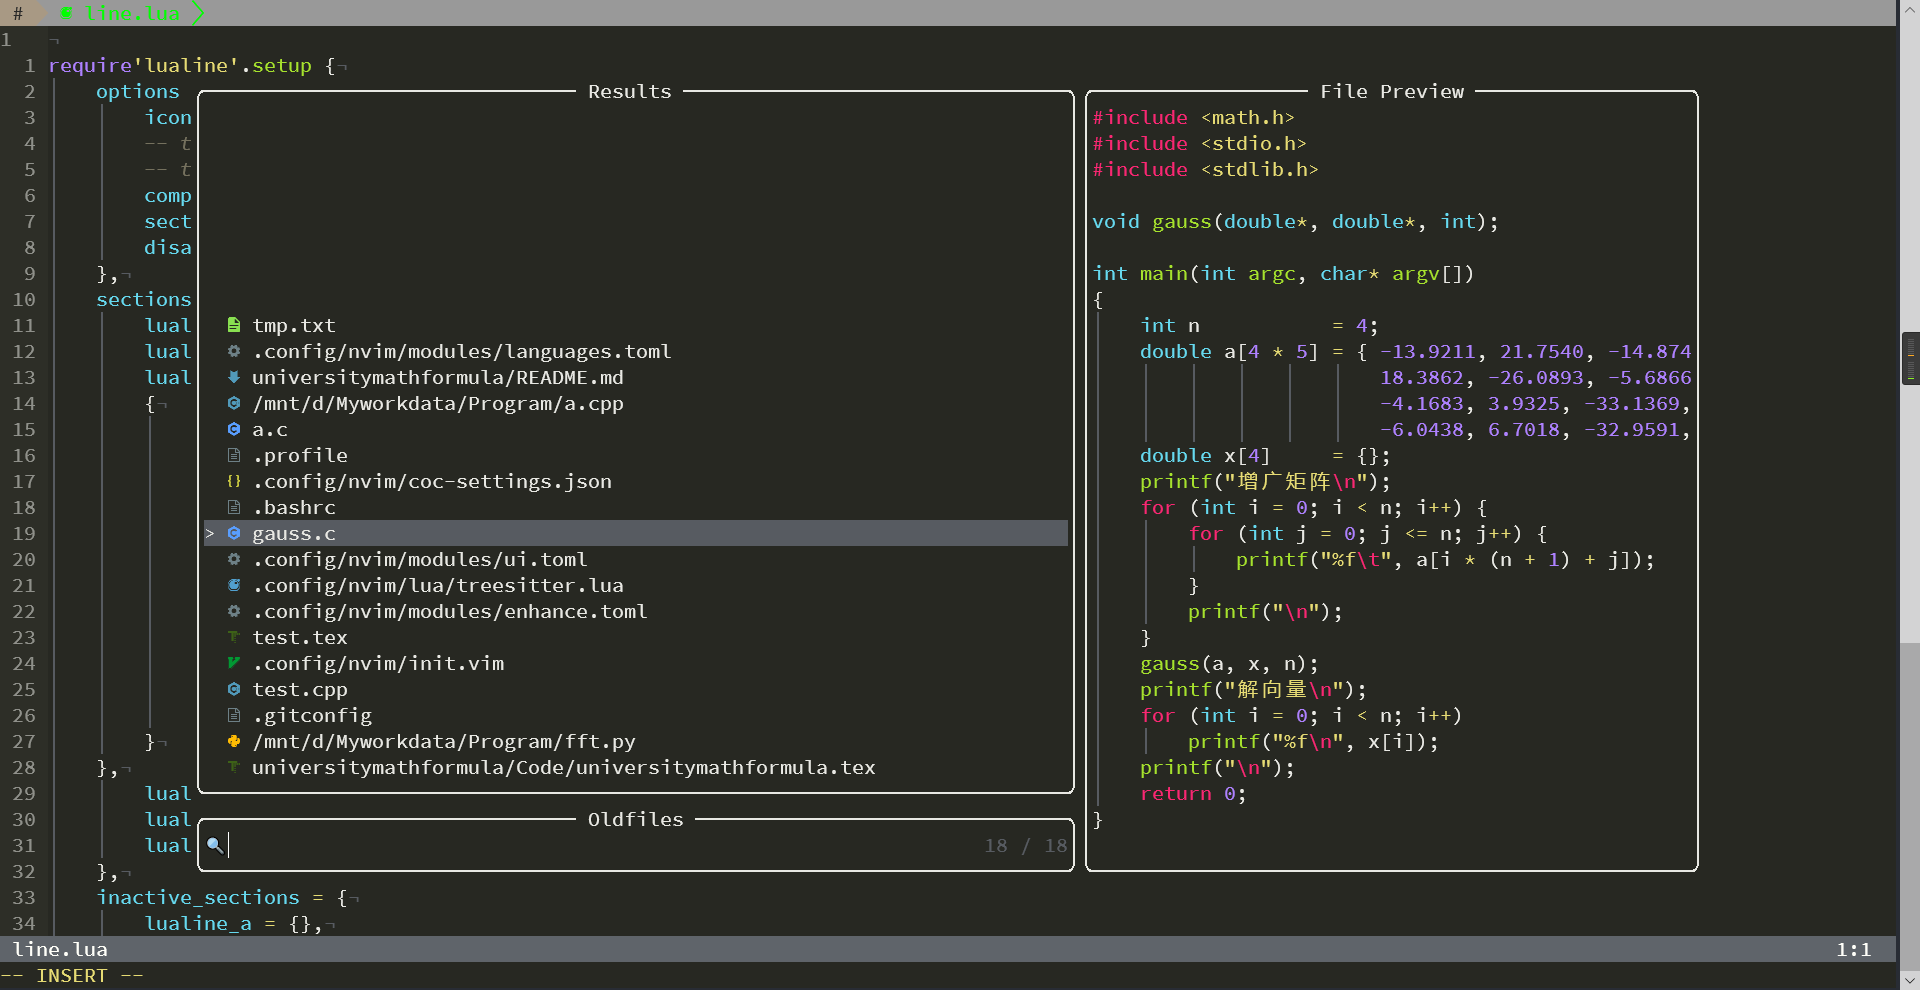 # line.lua
1 ¬
1 require'lualine'.setup {¬
2 options
3 icon
4 -- t
5 -- t
6 comp
7 sect
8 disa
9 },¬
10 sections
11 lual
12 lual
13 lual
14 {¬
15
16
17
18
19
20
21
22
23
24
25
26
27 }¬
28 },¬
29 lual
30 lual
31 lual
32 },¬
33 inactive_sections = {¬
34 lualine_a = {},¬
Results
tmp.txt
.config/nvim/modules/languages.toml
universitymathformula/README.md
/mnt/d/Myworkdata/Program/a.cpp
a.c
.profile
{} .config/nvim/coc-settings.json
.bashrc
> gauss.c
.config/nvim/modules/ui.toml
.config/nvim/lua/treesitter.lua
.config/nvim/modules/enhance.toml
test.tex
.config/nvim/init.vim
test.cpp
.gitconfig
/mnt/d/Myworkdata/Program/fft.py
universitymathformula/Code/universitymathformula.tex
Oldfiles
18 / 18
File Preview
#include <math.h>
#include <stdio.h>
#include <stdlib.h>
void gauss(double*, double*, int);
int main(int argc, char* argv[])
{
int n = 4;
double a[4 * 5] = { -13.9211, 21.7540, -14.874
18.3862, -26.0893, -5.6866
-4.1683, 3.9325, -33.1369,
-6.0438, 6.7018, -32.9591,
double x[4] = {};
printf("增广矩阵\n");
for (int i = 0; i < n; i++) {
for (int j = 0; j <= n; j++) {
printf("%f\t", a[i * (n + 1) + j]);
}
printf("\n");
}
gauss(a, x, n);
printf("解向量\n");
for (int i = 0; i < n; i++)
printf("%f\n", x[i]);
printf("\n");
return 0;
}
line.lua 1:1
-- INSERT --